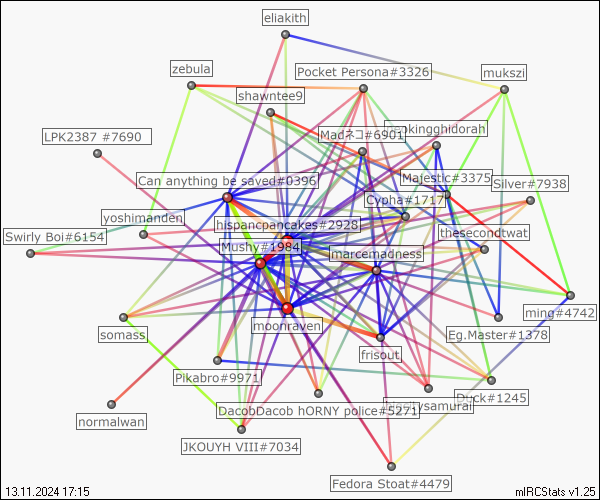 eliakith
zebula
Pocket Persona#3326
mukszi
shawntee9
LPK2387 #7690
Madネコ#6901
Can anything be saved#0396
Majestic#3375
Silver#7938
Cypha#1717
yoshimanden
hispancpancakes#2928
Swirly Boi#6154
thesecondtwat
Mushy#1984
marcemadness
moonraven
ming#4742
somass
Eg.Master#1378
frisout
Pikabro#9971
Duck#1245
DacobDacob hORNY police#5271
normalwan
JKOUYH VIII#7034
Fedora Stoat#4479
13.11.2024 17:15
mIRCStats v1.25